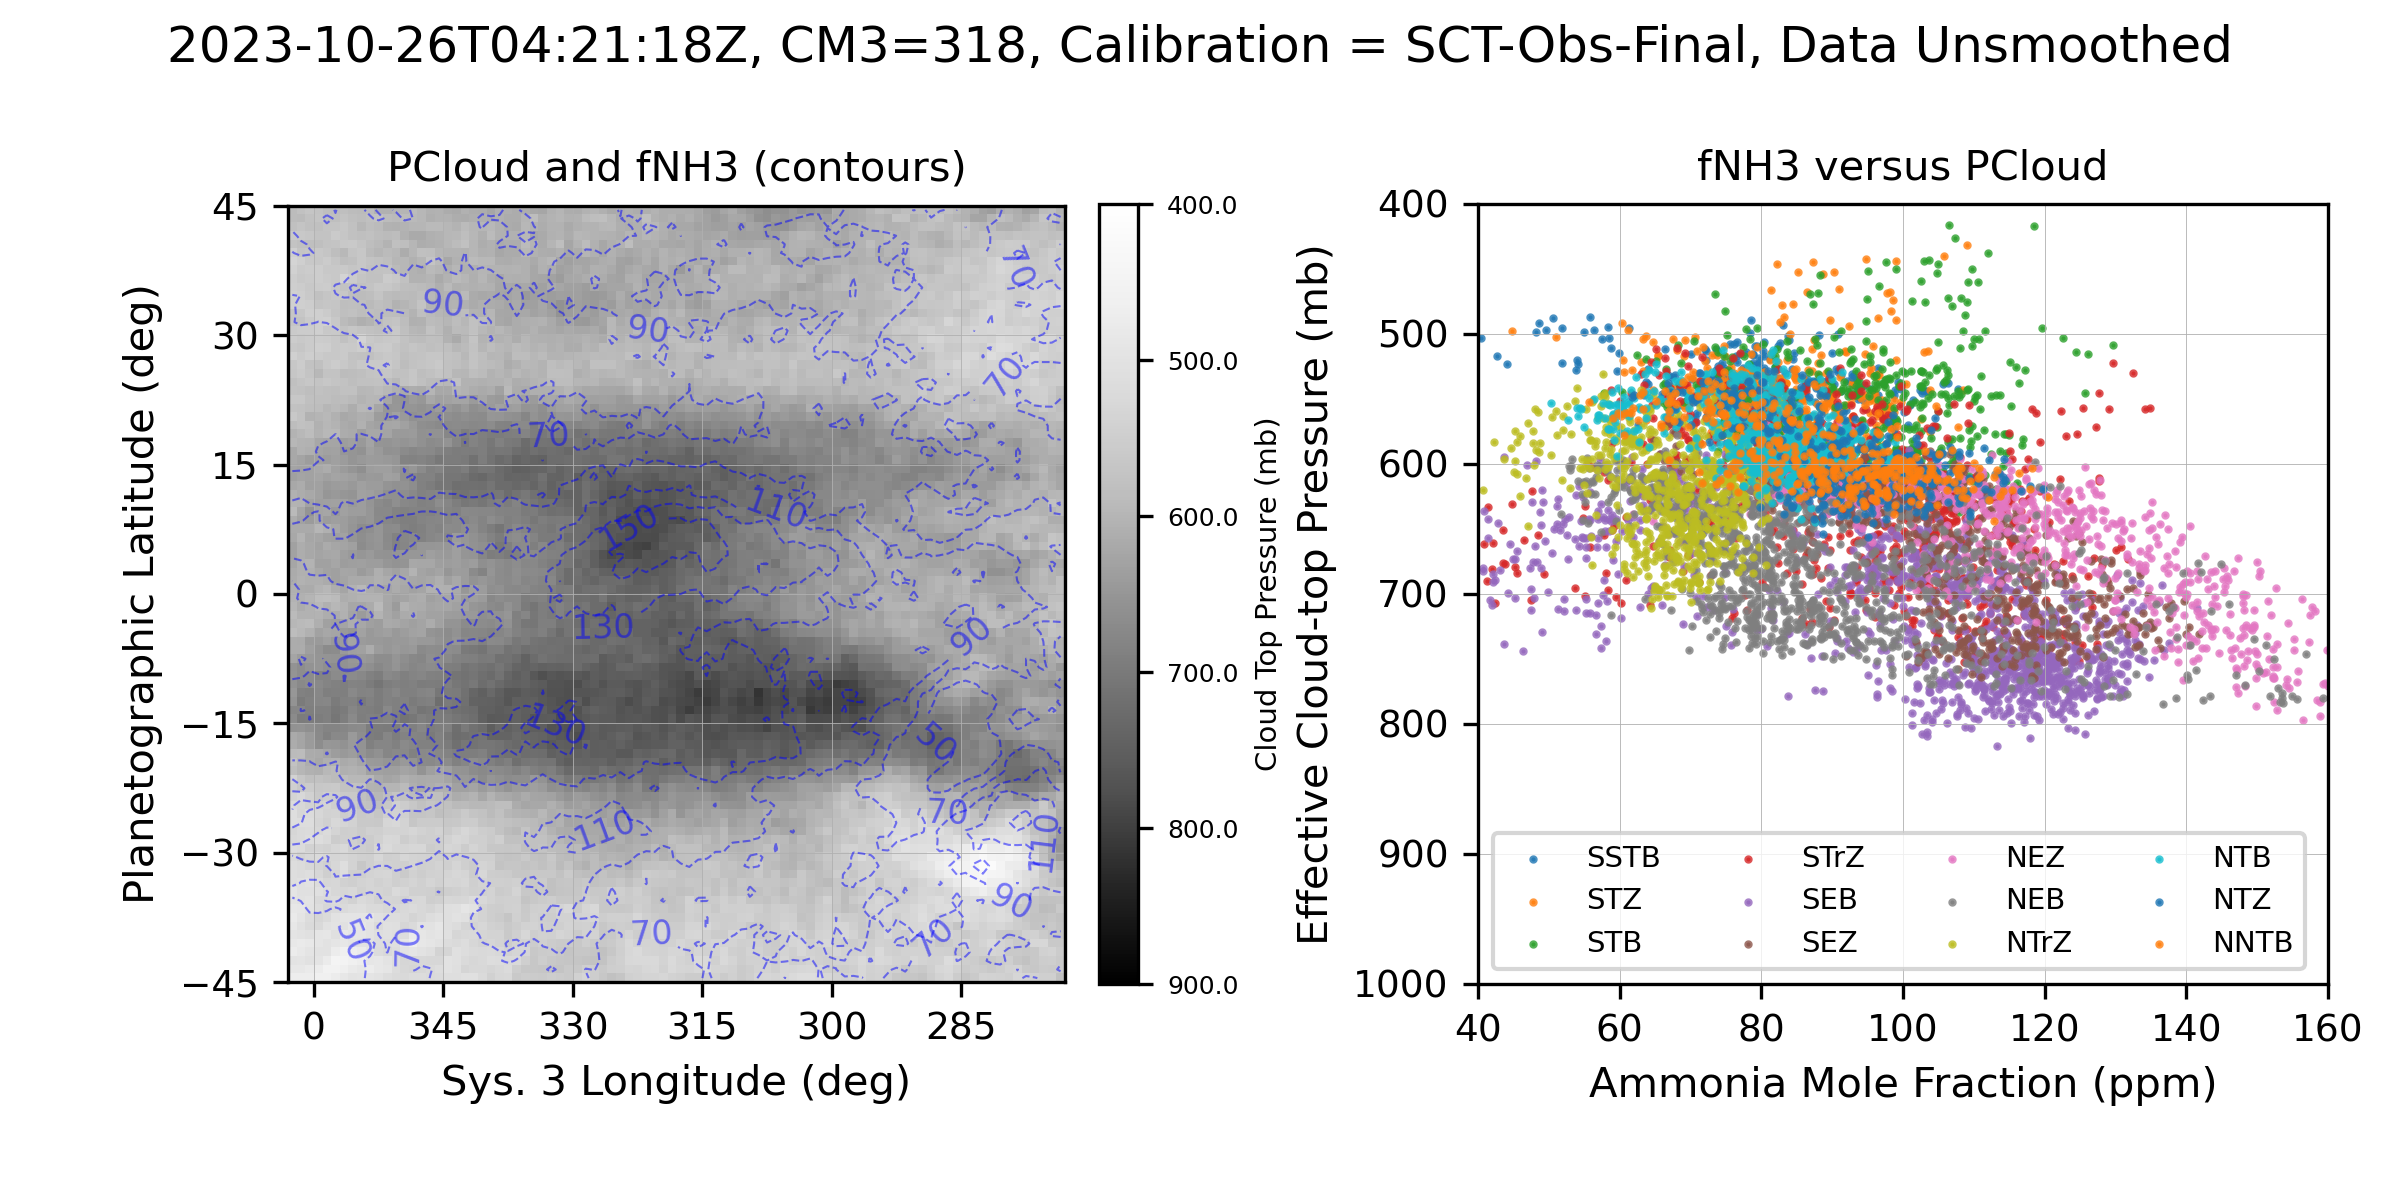 2023-10-26T04:21:18Z, CM3=318, Calibration = SCT-Obs-Final, Data Unsmoothed
PCloud and fNH3 (contours)
45
30
15
0
−15
−30
−45
Planetographic Latitude (deg)
0
345
330
315
300
285
Sys. 3 Longitude (deg)
90
90
70
70
70
110
150
130
90
90
130
50
90
110
70
110
90
50
70
70
70
400.0
500.0
600.0
700.0
800.0
900.0
Cloud Top Pressure (mb)
fNH3 versus PCloud
400
500
600
700
800
900
1000
Effective Cloud-top Pressure (mb)
40
60
80
100
120
140
160
Ammonia Mole Fraction (ppm)
SSTB
STZ
STB
STrZ
SEB
SEZ
NEZ
NEB
NTrZ
NTB
NTZ
NNTB